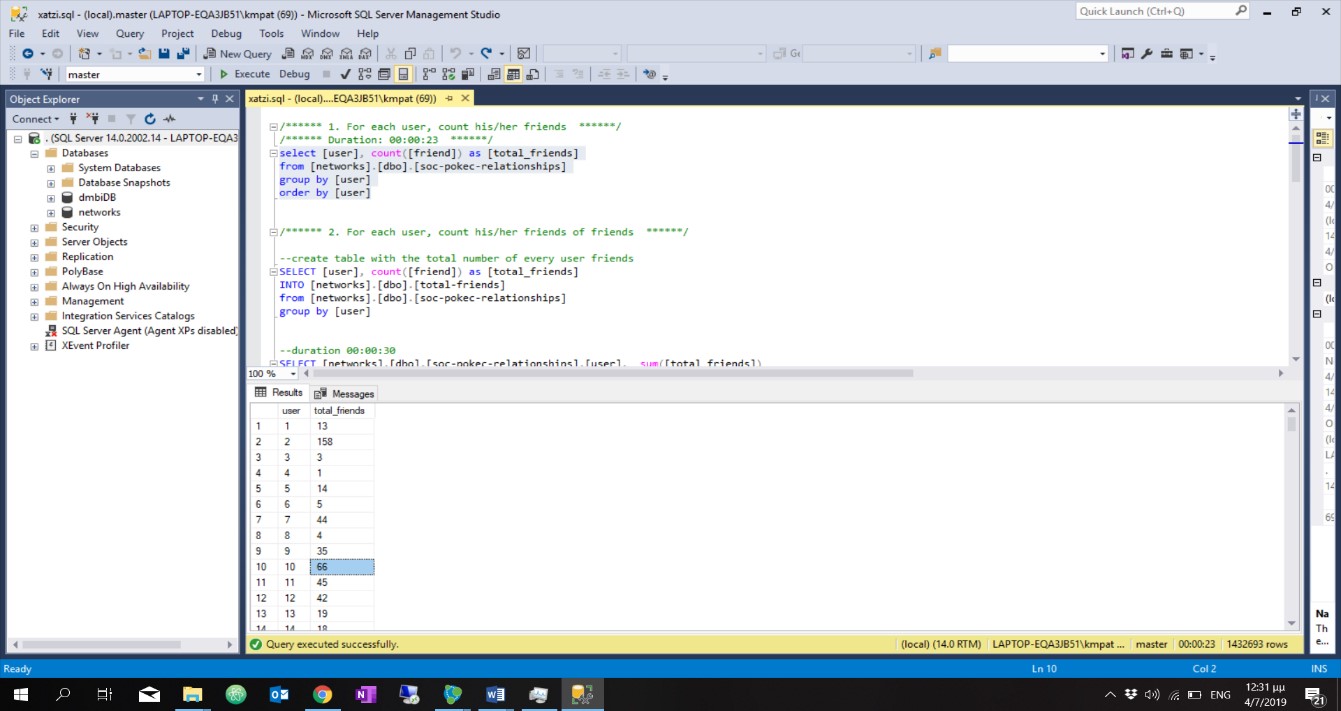 xatzi.sql - (local).master (LAPTOP-EQA3JB51\kmpat (69)) - Microsoft SQL Server Management Studio
Quick Launch (Ctrl+Q)
File Edit View Query Project Debug Tools Window Help
New Query
master Execute Debug
Object Explorer
Connect
. (SQL Server 14.0.2002.14 - LAPTOP-EQA3
Databases
System Databases
Database Snapshots
dmbiDB
networks
Security
Server Objects
Replication
PolyBase
Always On High Availability
Management
Integration Services Catalogs
SQL Server Agent (Agent XPs disabled)
XEvent Profiler
xatzi.sql - (local)....EQA3JB51\kmpat (69))
/****** 1. For each user, count his/her friends ******/
/****** Duration: 00:00:23 ******/
select [user], count([friend]) as [total_friends]
from [networks].[dbo].[soc-pokec-relationships]
group by [user]
order by [user]
/****** 2. For each user, count his/her friends of friends ******/
--create table with the total number of every user friends
SELECT [user], count([friend]) as [total_friends]
INTO [networks].[dbo].[total-friends]
from [networks].[dbo].[soc-pokec-relationships]
group by [user]
--duration 00:00:30
SELECT [networks].[dbo].[soc-pokec-relationships].[user], sum([total_friends])
100 %
Results Messages
user total_friends
1 1 13
2 2 158
3 3 3
4 4 1
5 5 14
6 6 5
7 7 44
8 8 4
9 9 35
10 10 66
11 11 45
12 12 42
13 13 19
14 14 18
Query executed successfully.
(local) (14.0 RTM) LAPTOP-EQA3JB51\kmpat ... master 00:00:23 1432693 rows
Na
Th
e...
Ready Ln 10 Col 2 INS
ENG
12:31 μμ
4/7/2019
21